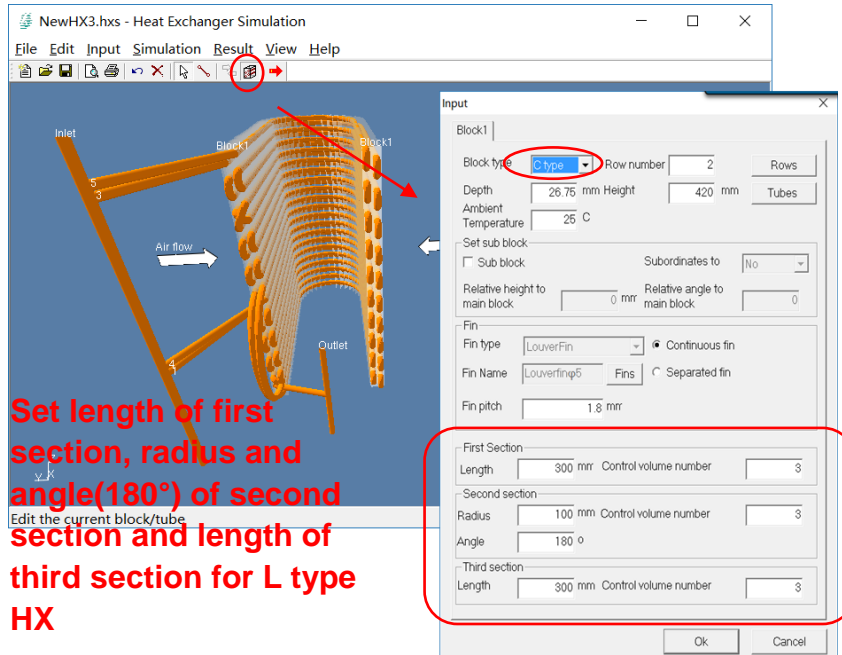 NewHX3.hxs - Heat Exchanger Simulation
File Edit Input Simulation Result View Help
Inlet
Block1
Block1
5
3
Air flow
Outlet
4
1
Set length of first
section, radius and
angle(180°) of second
section and length of
third section for L type
HX
Y X
Edit the current block/tube
Input
Block1
Block type C type Row number 2 Rows
Depth 26.75 mm Height 420 mm Tubes
Ambient
Temperature 25 C
Set sub block
Sub block Subordinates to No
Relative height to
main block 0 mm Relative angle to
main block 0
Fin
Fin type LouverFin Continuous fin
Fin Name Louverfinφ5 Fins Separated fin
Fin pitch 1.8 mm
First Section
Length 300 mm Control volume number 3
Second section
Radius 100 mm Control volume number 3
Angle 180 o
Third section
Length 300 mm Control volume number 3
Ok Cancel